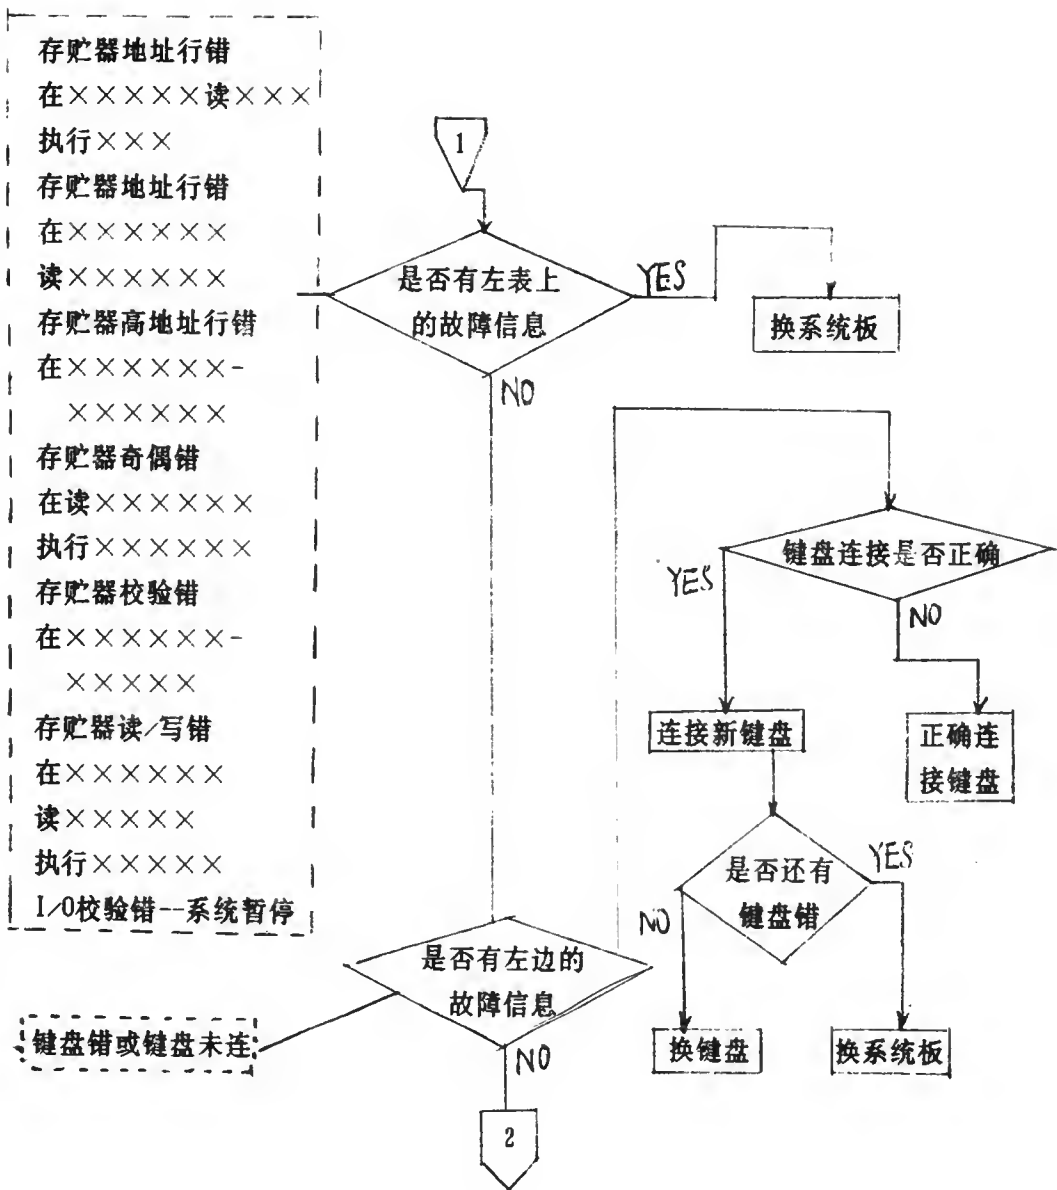 存贮器地址行错
在×××××读×××
执行×××
存贮器地址行错
在××××××
读××××××
存贮器高地址行错
在××××××-
××××××
存贮器奇偶错
在读××××××
执行××××××
存贮器校验错
在××××××-
×××××
存贮器读/写错
在××××××
读×××××
执行×××××
I/O校验错--系统暂停
键盘错或键盘未连
1
是否有左表上
的故障信息
YES
换系统板
NO
键盘连接是否正确
YES
NO
连接新键盘
正确连
接键盘
是否还有
键盘错
YES
NO
换键盘
换系统板
是否有左边的
故障信息
NO
2